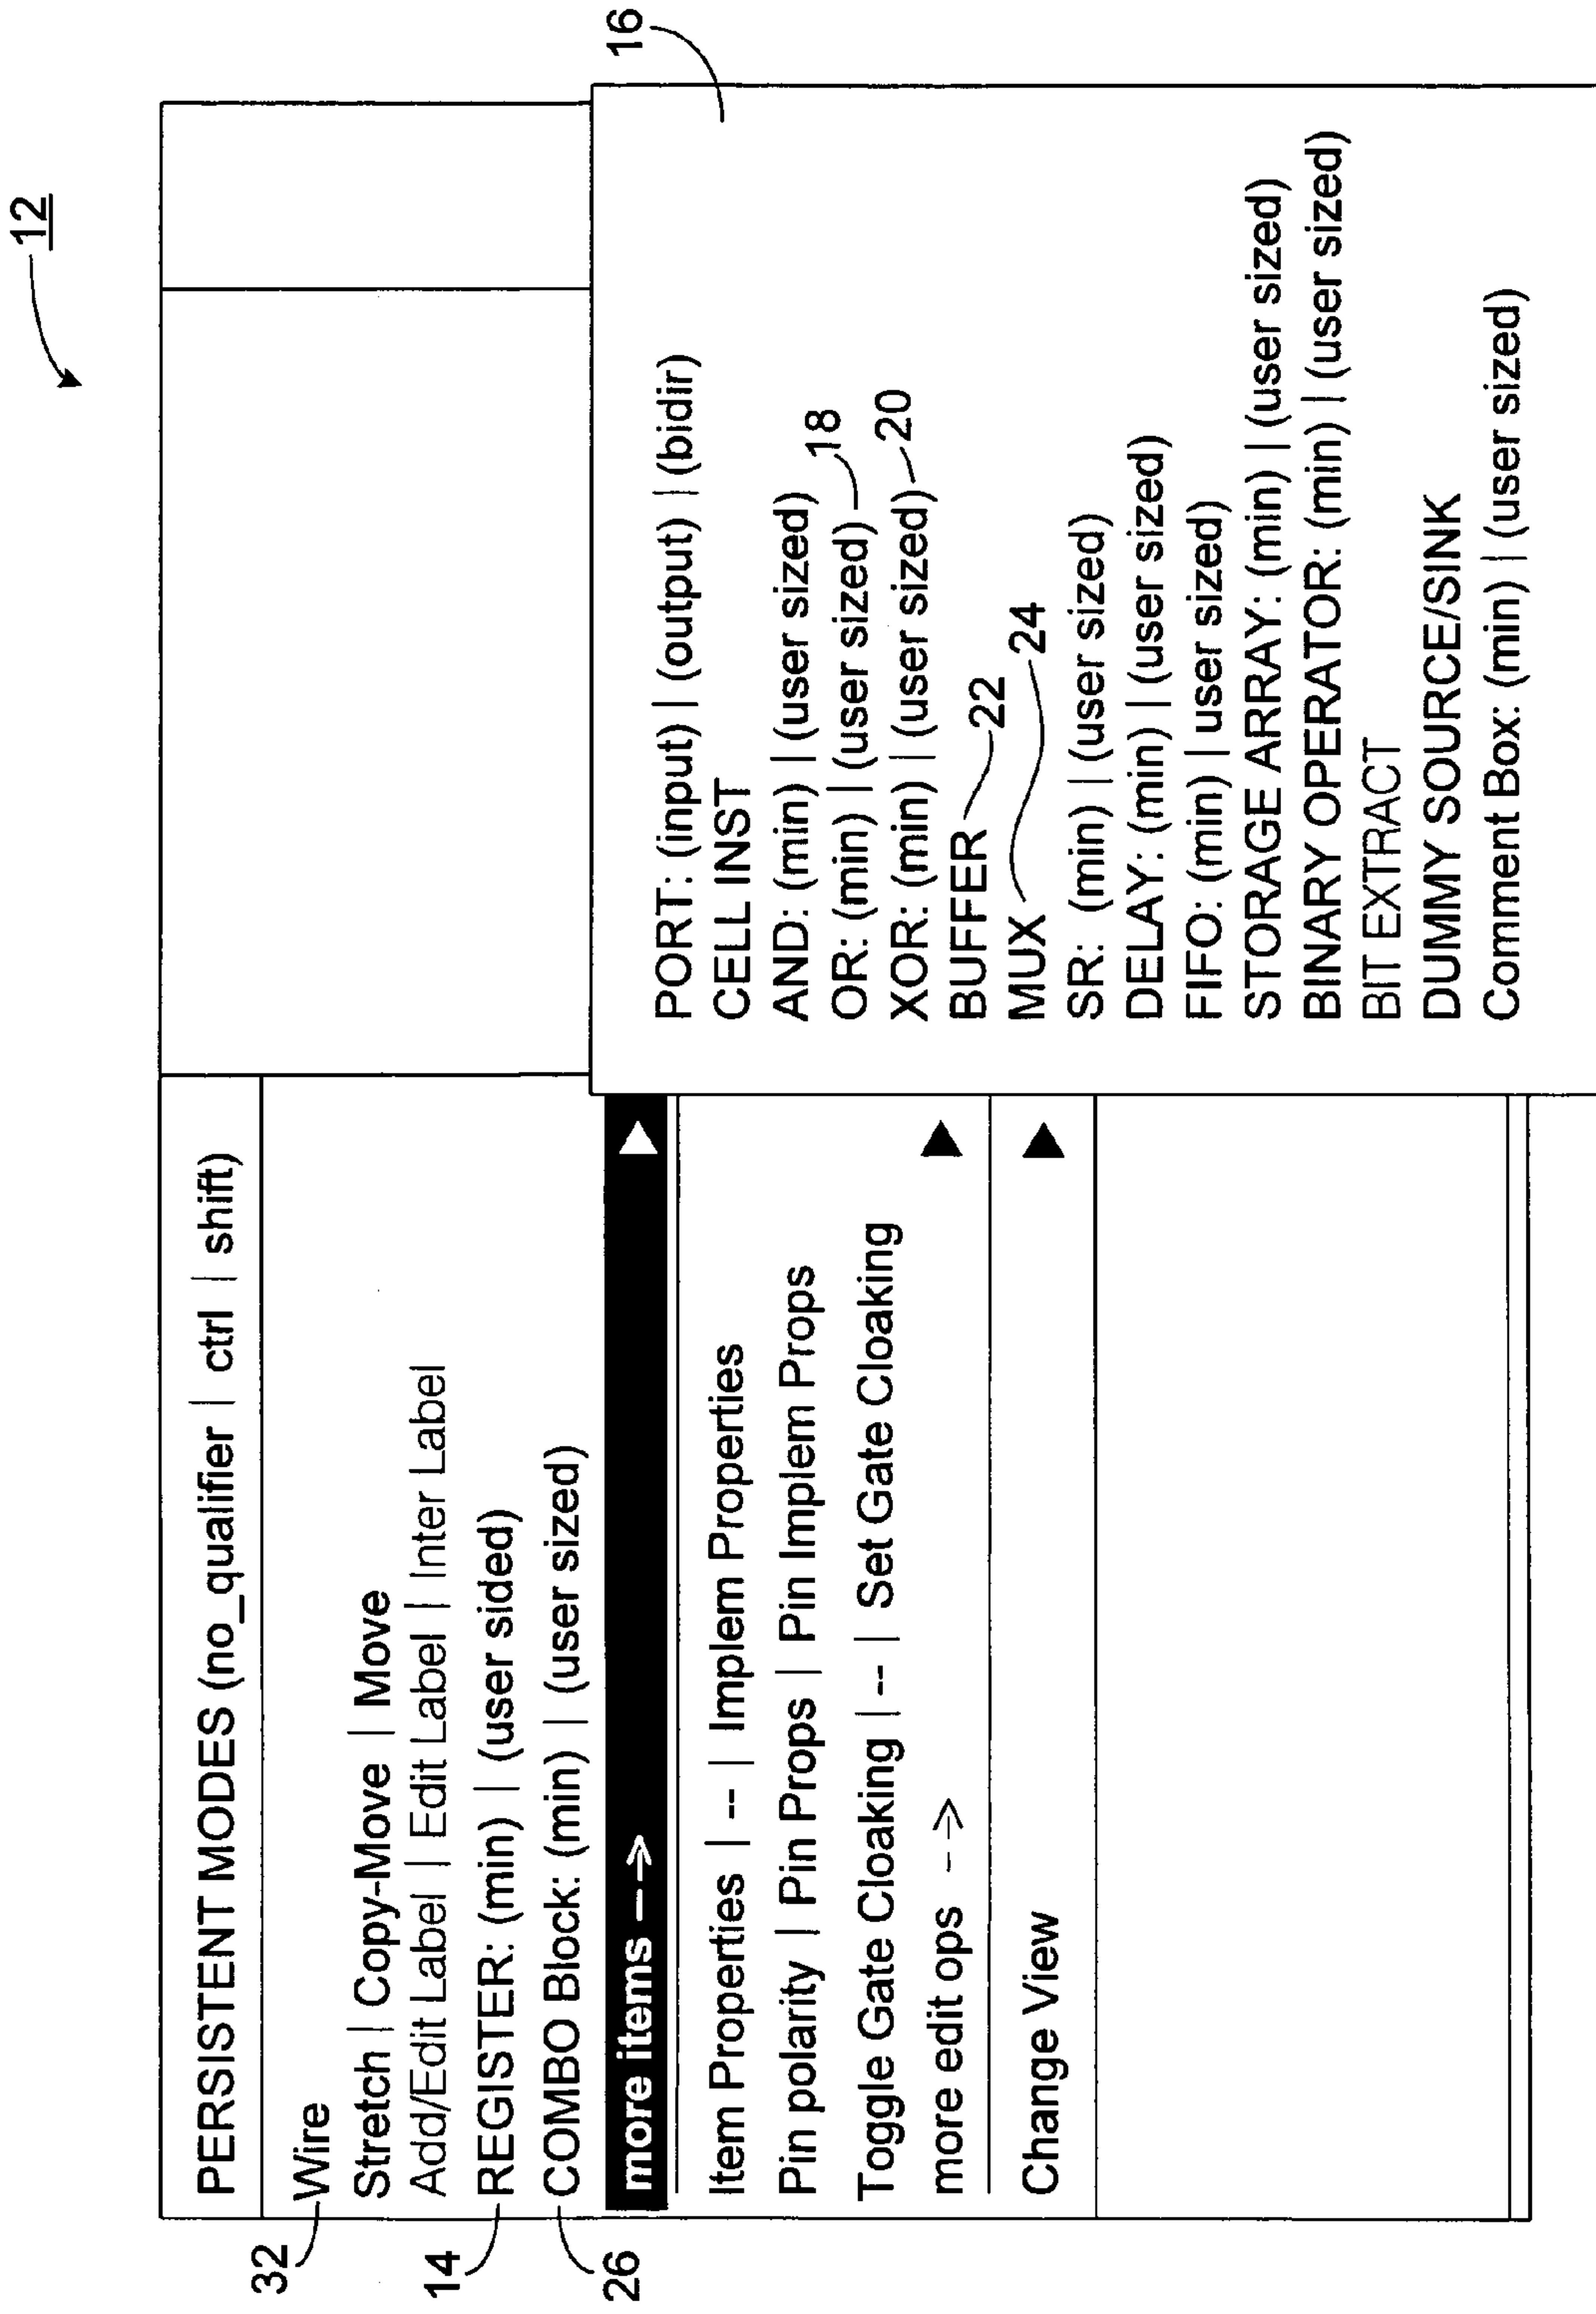 12
PERSISTENT MODES (no_qualifier | ctrl | shift)
32
Wire
Stretch | Copy-Move | Move
Add/Edit Label | Edit Label | Inter Label
14
REGISTER: (min) | (user sided)
26
COMBO Block: (min) | (user sized)
more items -->
Item Properties | -- | Implem Properties
Pin polarity | Pin Props | Pin Implem Props
Toggle Gate Cloaking | -- | Set Gate Cloaking
more edit ops -->
Change View
16
PORT: (input) | (output) | (bidir)
CELL INST
AND: (min) | (user sized)
OR: (min) | (user sized) 18
XOR: (min) | (user sized) 20
BUFFER 22
MUX 24
SR: (min) | (user sized)
DELAY: (min) | (user sized)
FIFO: (min) | user sized)
STORAGE ARRAY: (min) | (user sized)
BINARY OPERATOR: (min) | (user sized)
BIT EXTRACT
DUMMY SOURCE/SINK
Comment Box: (min) | (user sized)